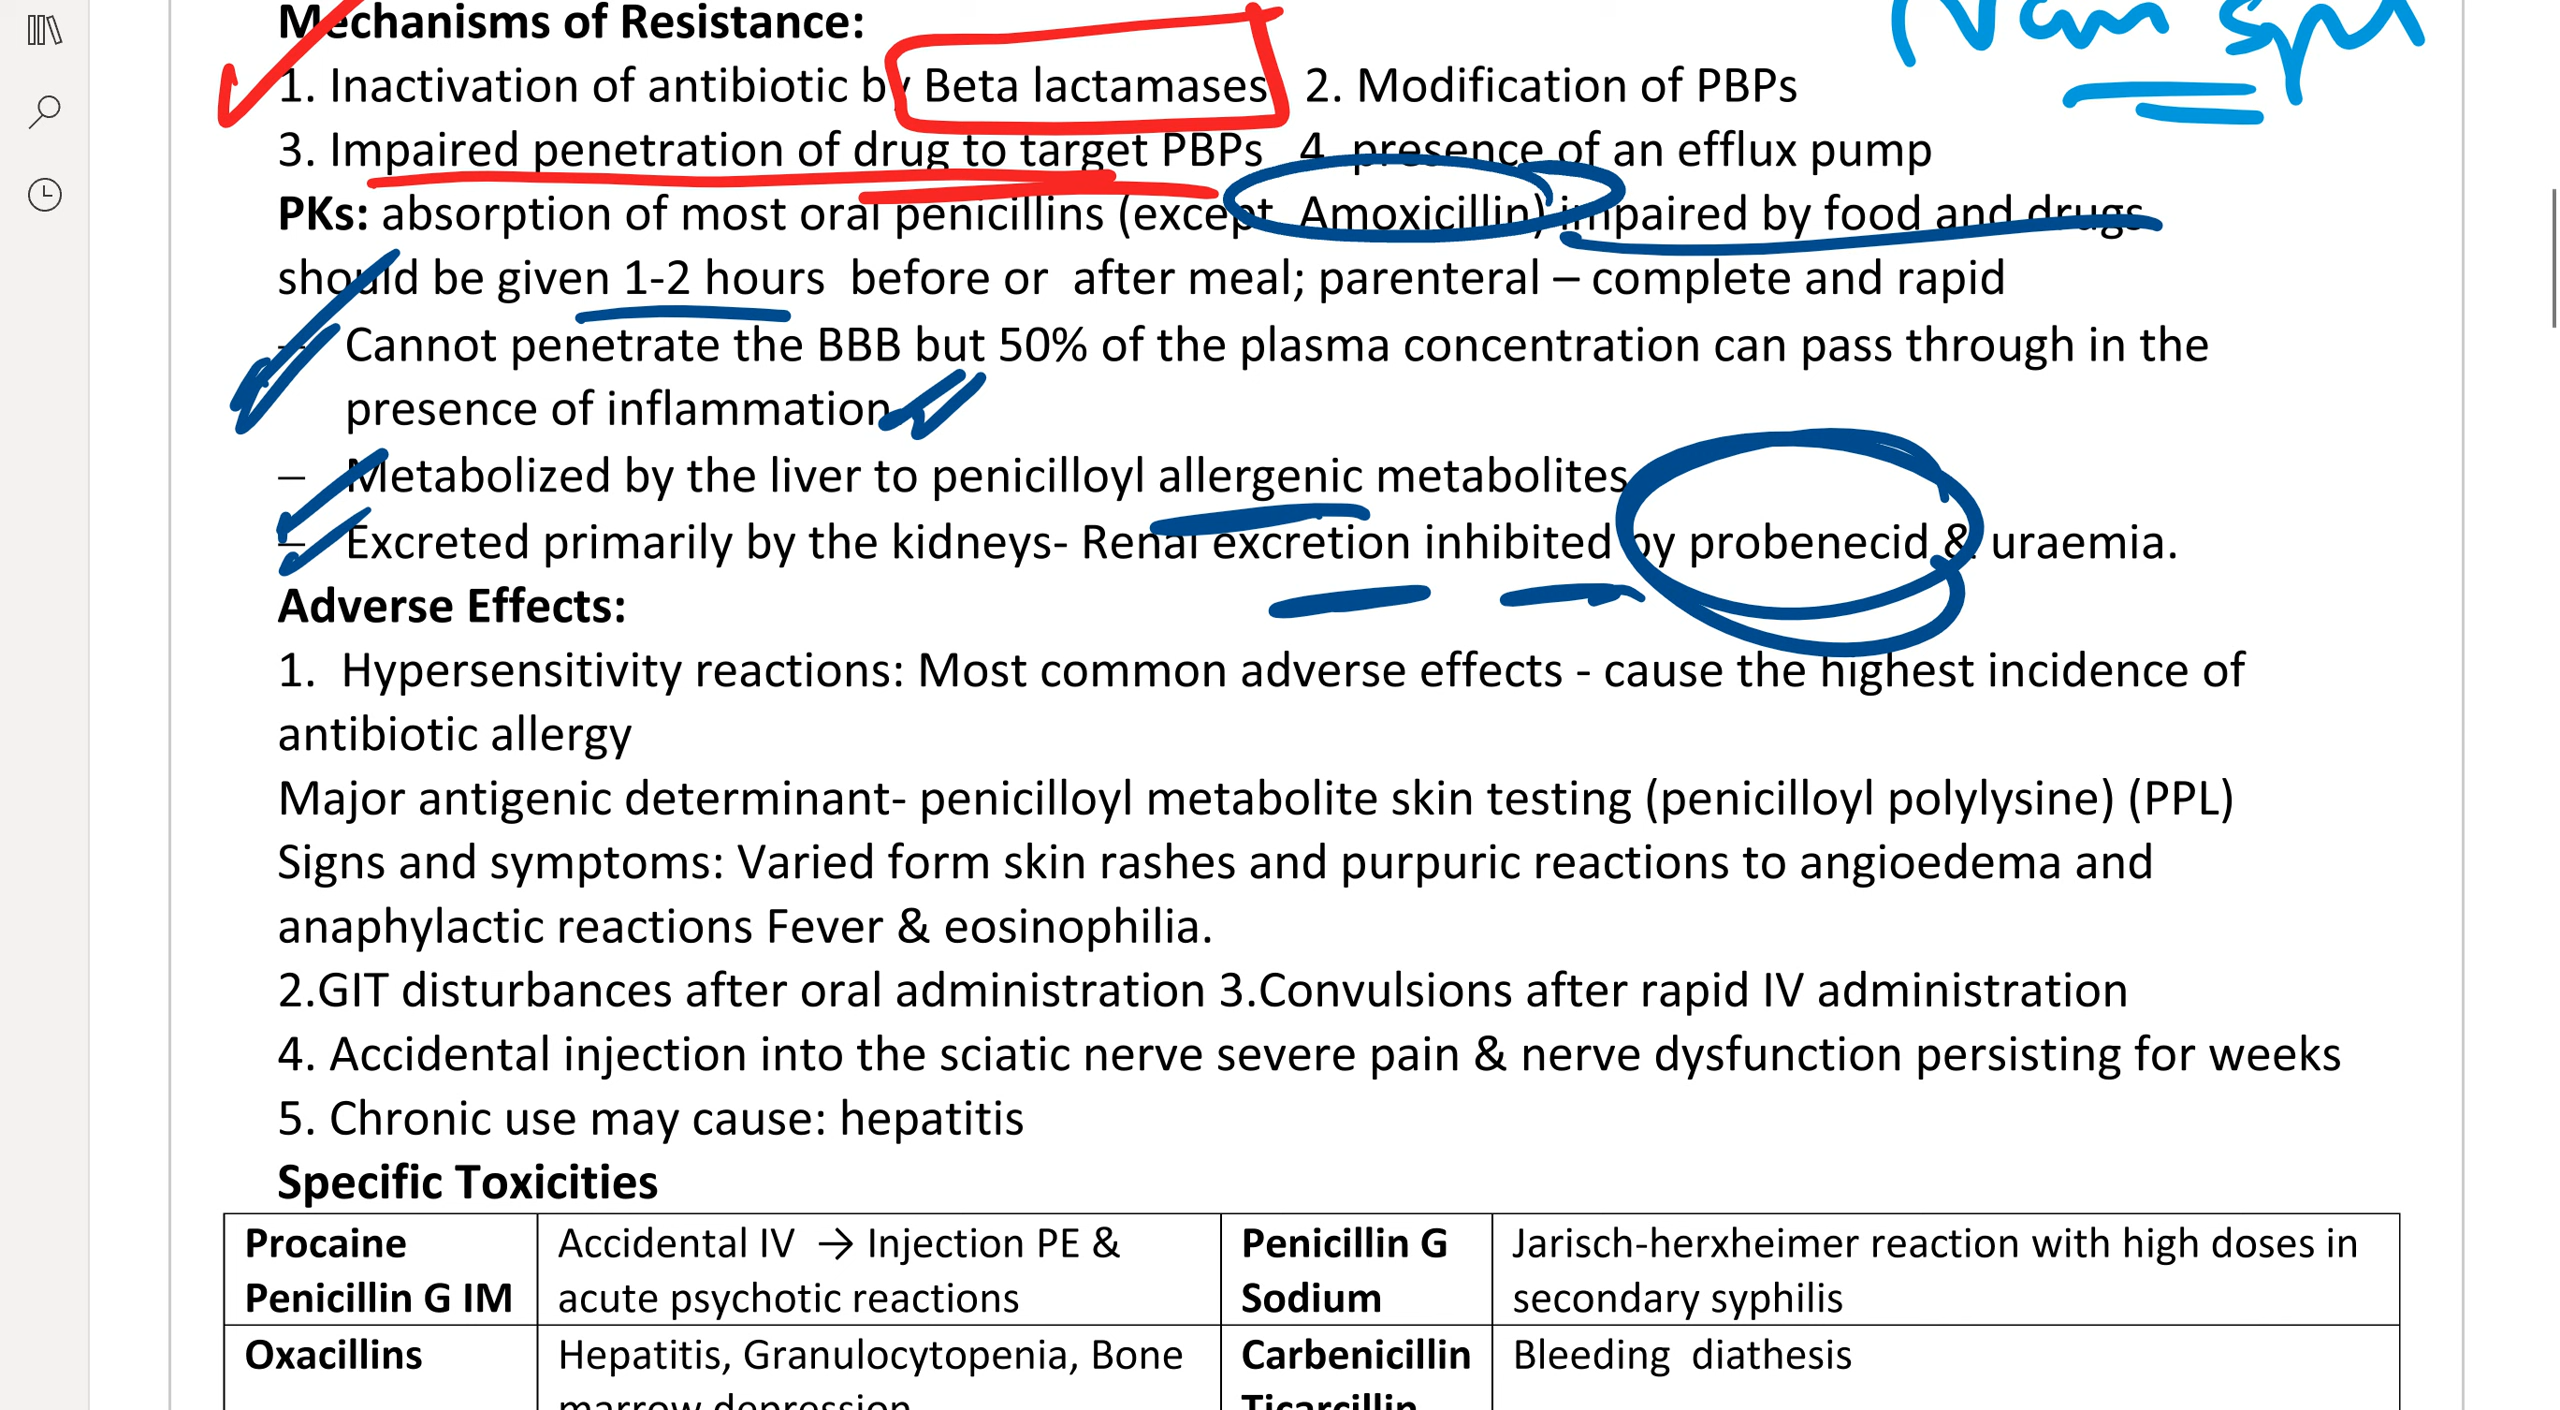 Mechanisms of Resistance:
1. Inactivation of antibiotic by Beta lactamases 2. Modification of PBPs
3. Impaired penetration of drug to target PBPs 4. presence of an efflux pump
PKs: absorption of most oral penicillins (except Amoxicillin) impaired by food and drugs
should be given 1-2 hours before or after meal; parenteral – complete and rapid
– Cannot penetrate the BBB but 50% of the plasma concentration can pass through in the
presence of inflammation
– Metabolized by the liver to penicilloyl allergenic metabolites
– Excreted primarily by the kidneys- Renal excretion inhibited by probenecid & uraemia.
Adverse Effects:
1. Hypersensitivity reactions: Most common adverse effects - cause the highest incidence of
antibiotic allergy
Major antigenic determinant- penicilloyl metabolite skin testing (penicilloyl polylysine) (PPL)
Signs and symptoms: Varied form skin rashes and purpuric reactions to angioedema and
anaphylactic reactions Fever & eosinophilia.
2.GIT disturbances after oral administration 3.Convulsions after rapid IV administration
4. Accidental injection into the sciatic nerve severe pain & nerve dysfunction persisting for weeks
5. Chronic use may cause: hepatitis
Specific Toxicities
Procaine Penicillin G IM
Accidental IV → Injection PE &
acute psychotic reactions
Penicillin G
Sodium
Jarisch-herxheimer reaction with high doses in
secondary syphilis
Oxacillins
Hepatitis, Granulocytopenia, Bone
marrow depression
Carbenicillin
Ticarcillin
Bleeding diathesis